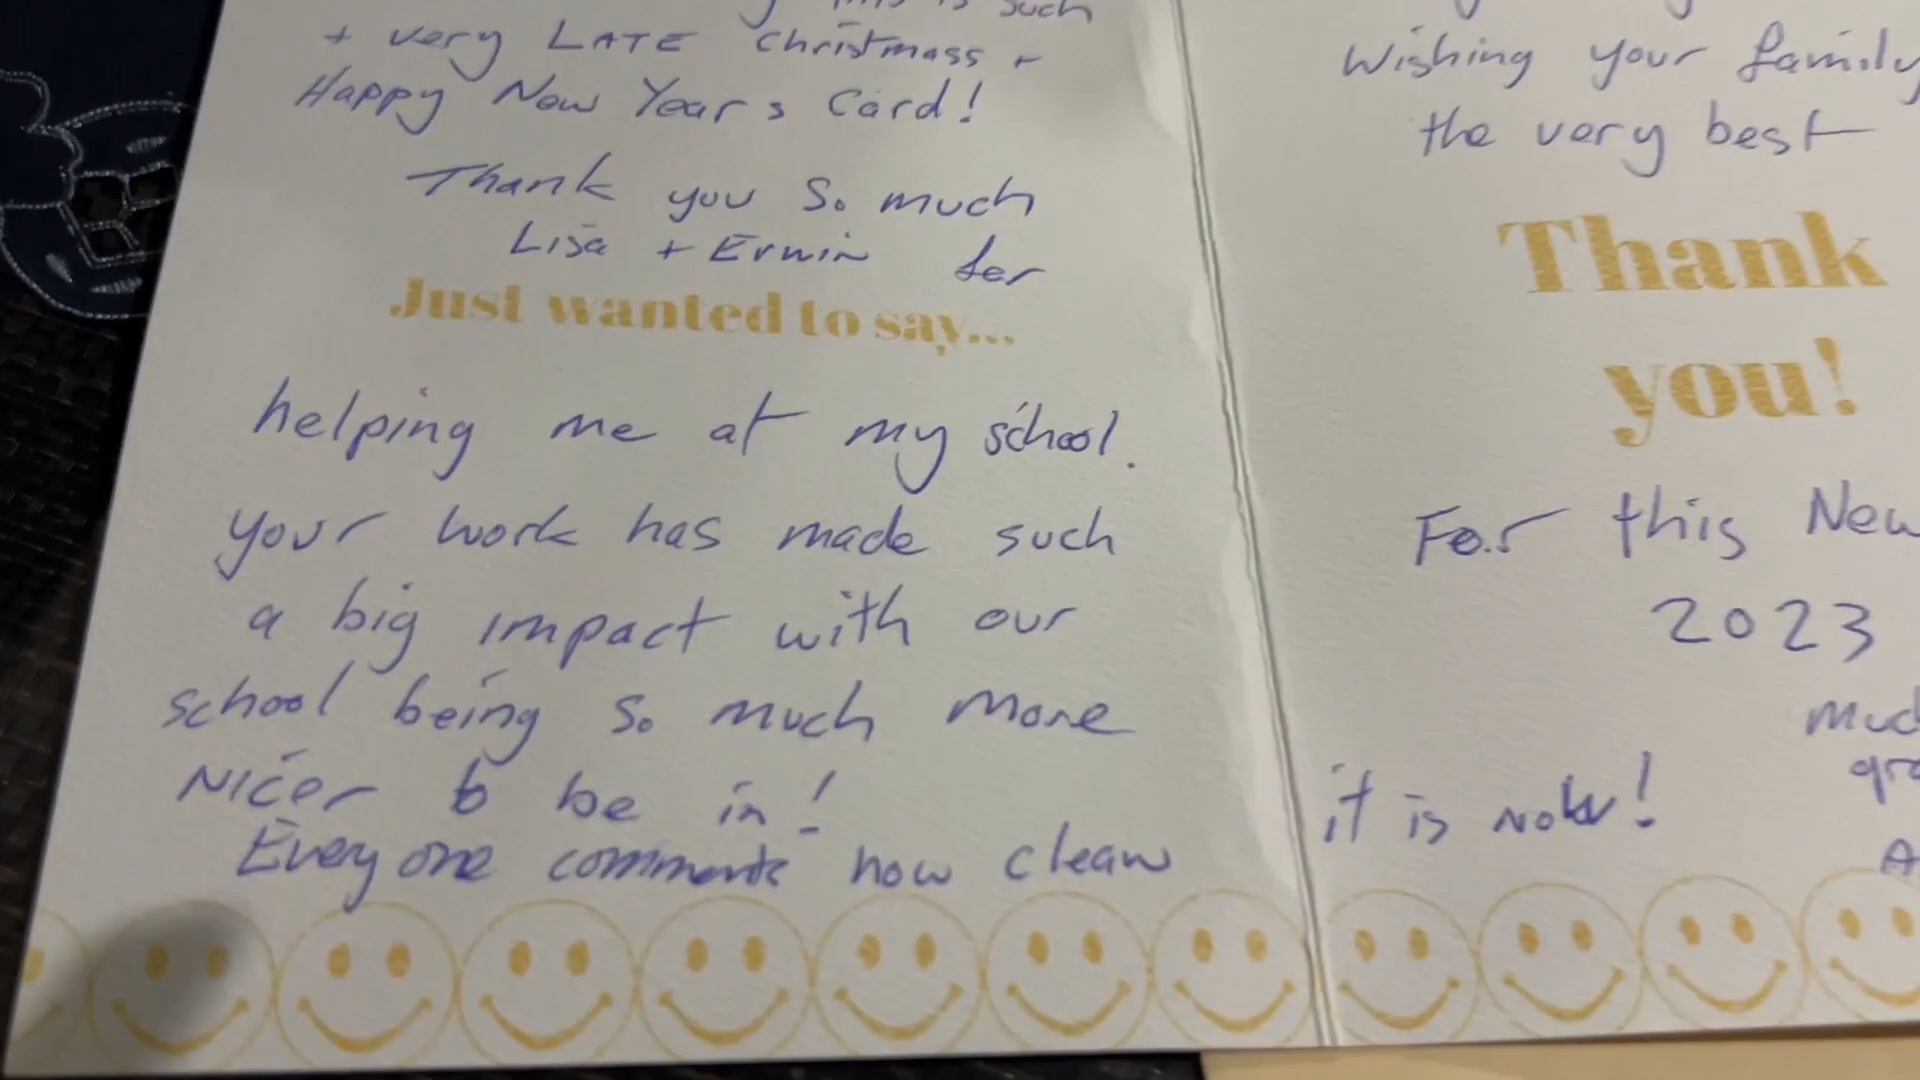 is such
+ very LATE Christmass +
Happy New Years Card!
Thank you So much
Lisa + Erwin for
Just wanted to say...
helping me at my school.
your work has made such
a big impact with our
school being so much more
Nicer to be in!
Everyone comments how clean
Wishing your family
the very best
Thank
you!
For this New
2023
it is now!